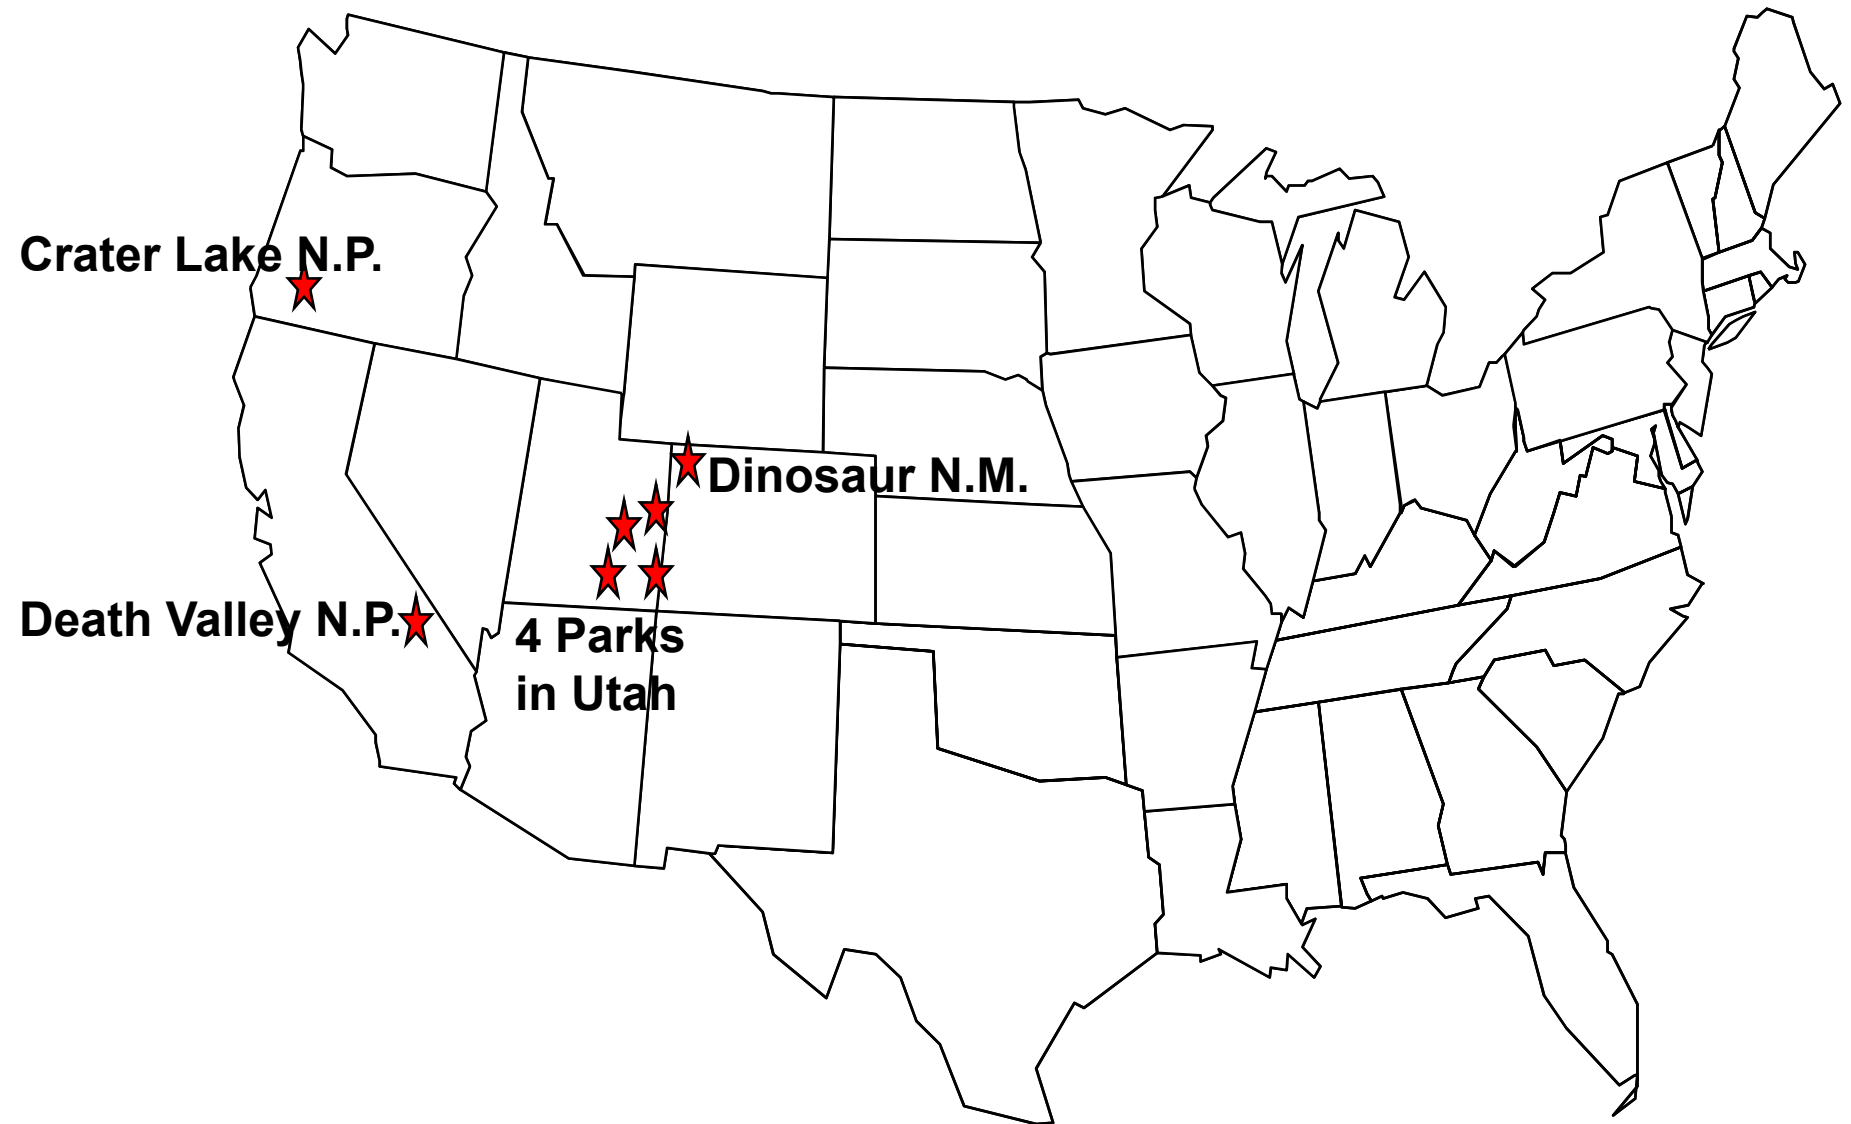 Crater Lake N.P.
Dinosaur N.M.
Death Valley N.P.
4 Parks
in Utah